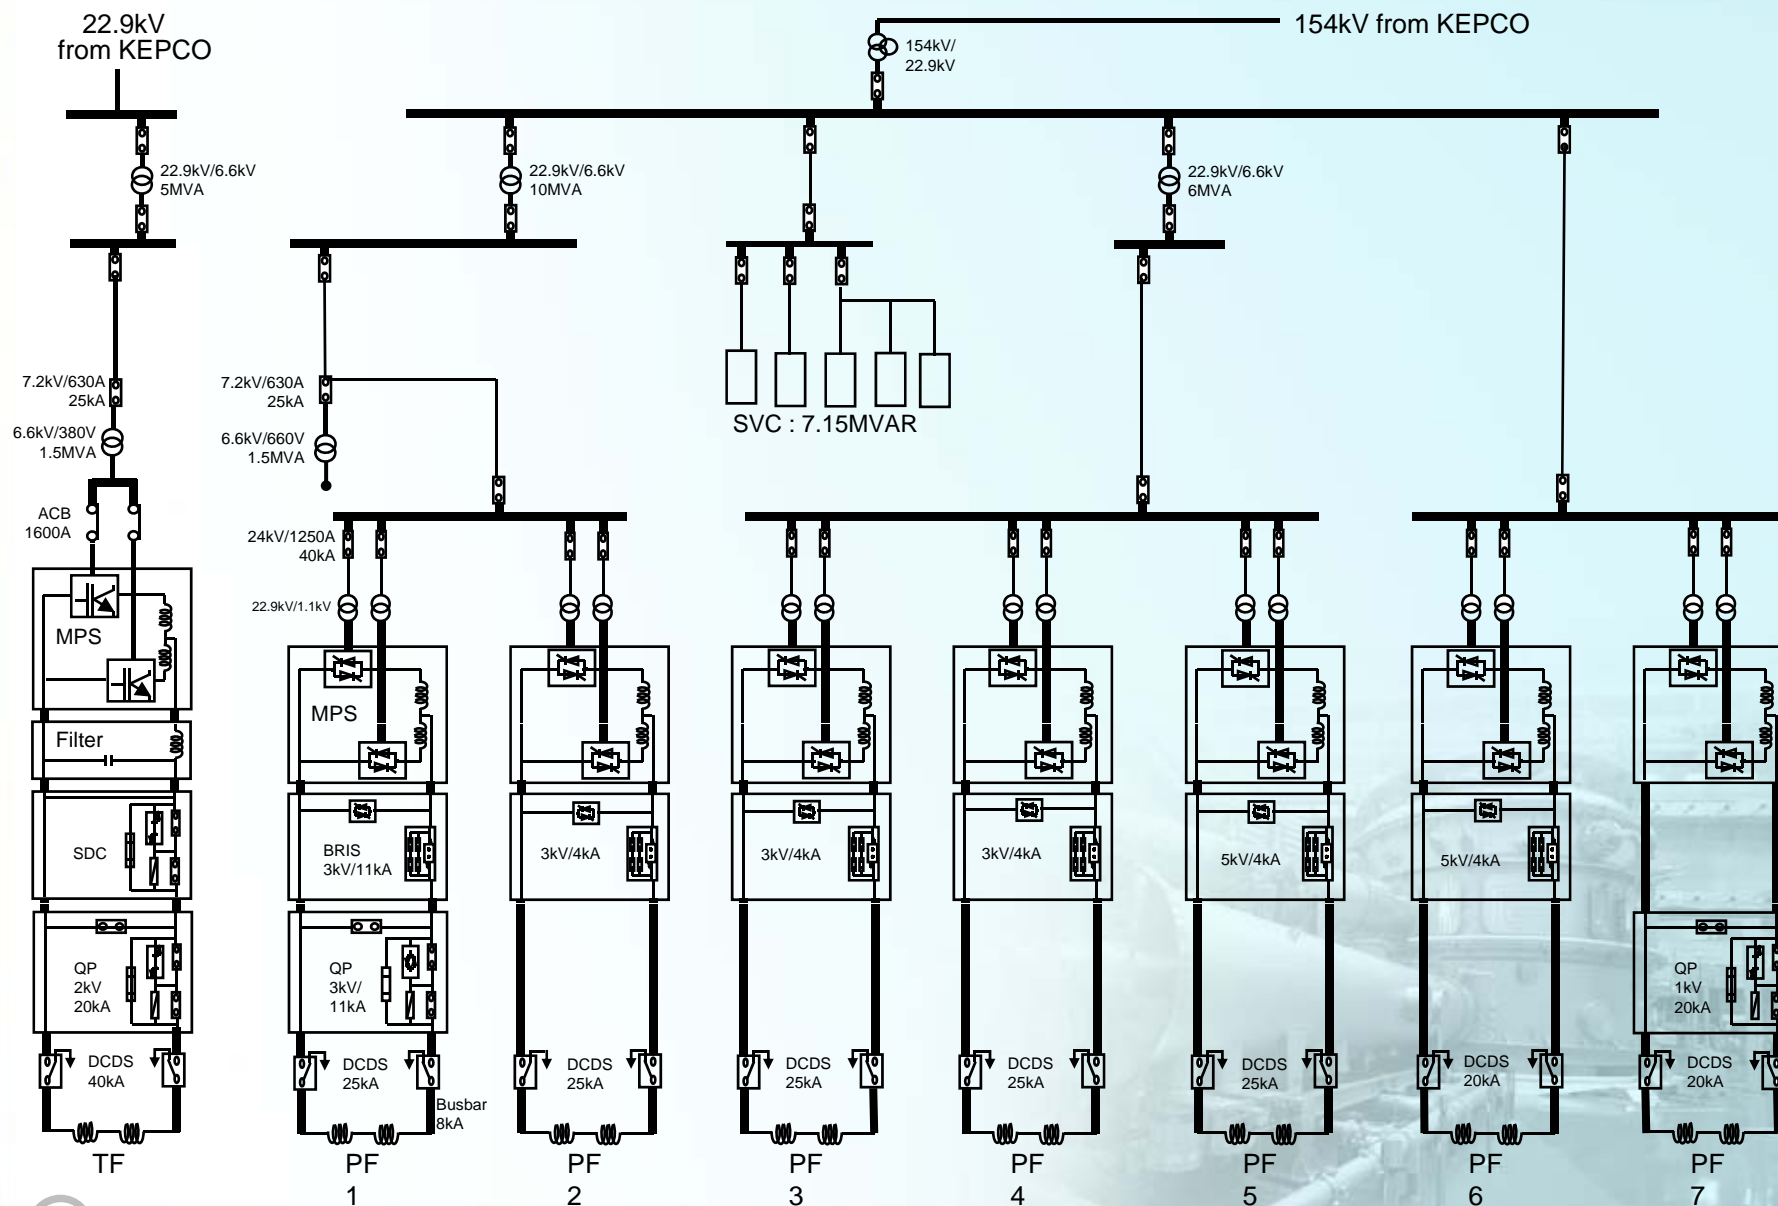 22.9kV
from KEPCO
154kV from KEPCO
154kV/
22.9kV
22.9kV/6.6kV
5MVA
22.9kV/6.6kV
10MVA
22.9kV/6.6kV
6MVA
7.2kV/630A
25kA
7.2kV/630A
25kA
SVC : 7.15MVAR
6.6kV/380V
1.5MVA
6.6kV/660V
1.5MVA
ACB
1600A
24kV/1250A
40kA
22.9kV/1.1kV
MPS
MPS
Filter
SDC
BRIS
3kV/11kA
3kV/4kA
3kV/4kA
3kV/4kA
5kV/4kA
5kV/4kA
QP
2kV
20kA
QP
3kV/
11kA
QP
1kV
20kA
DCDS
40kA
DCDS
25kA
DCDS
25kA
DCDS
25kA
DCDS
25kA
DCDS
25kA
DCDS
20kA
DCDS
20kA
Busbar
8kA
TF
PF
1
PF
2
PF
3
PF
4
PF
5
PF
6
PF
7